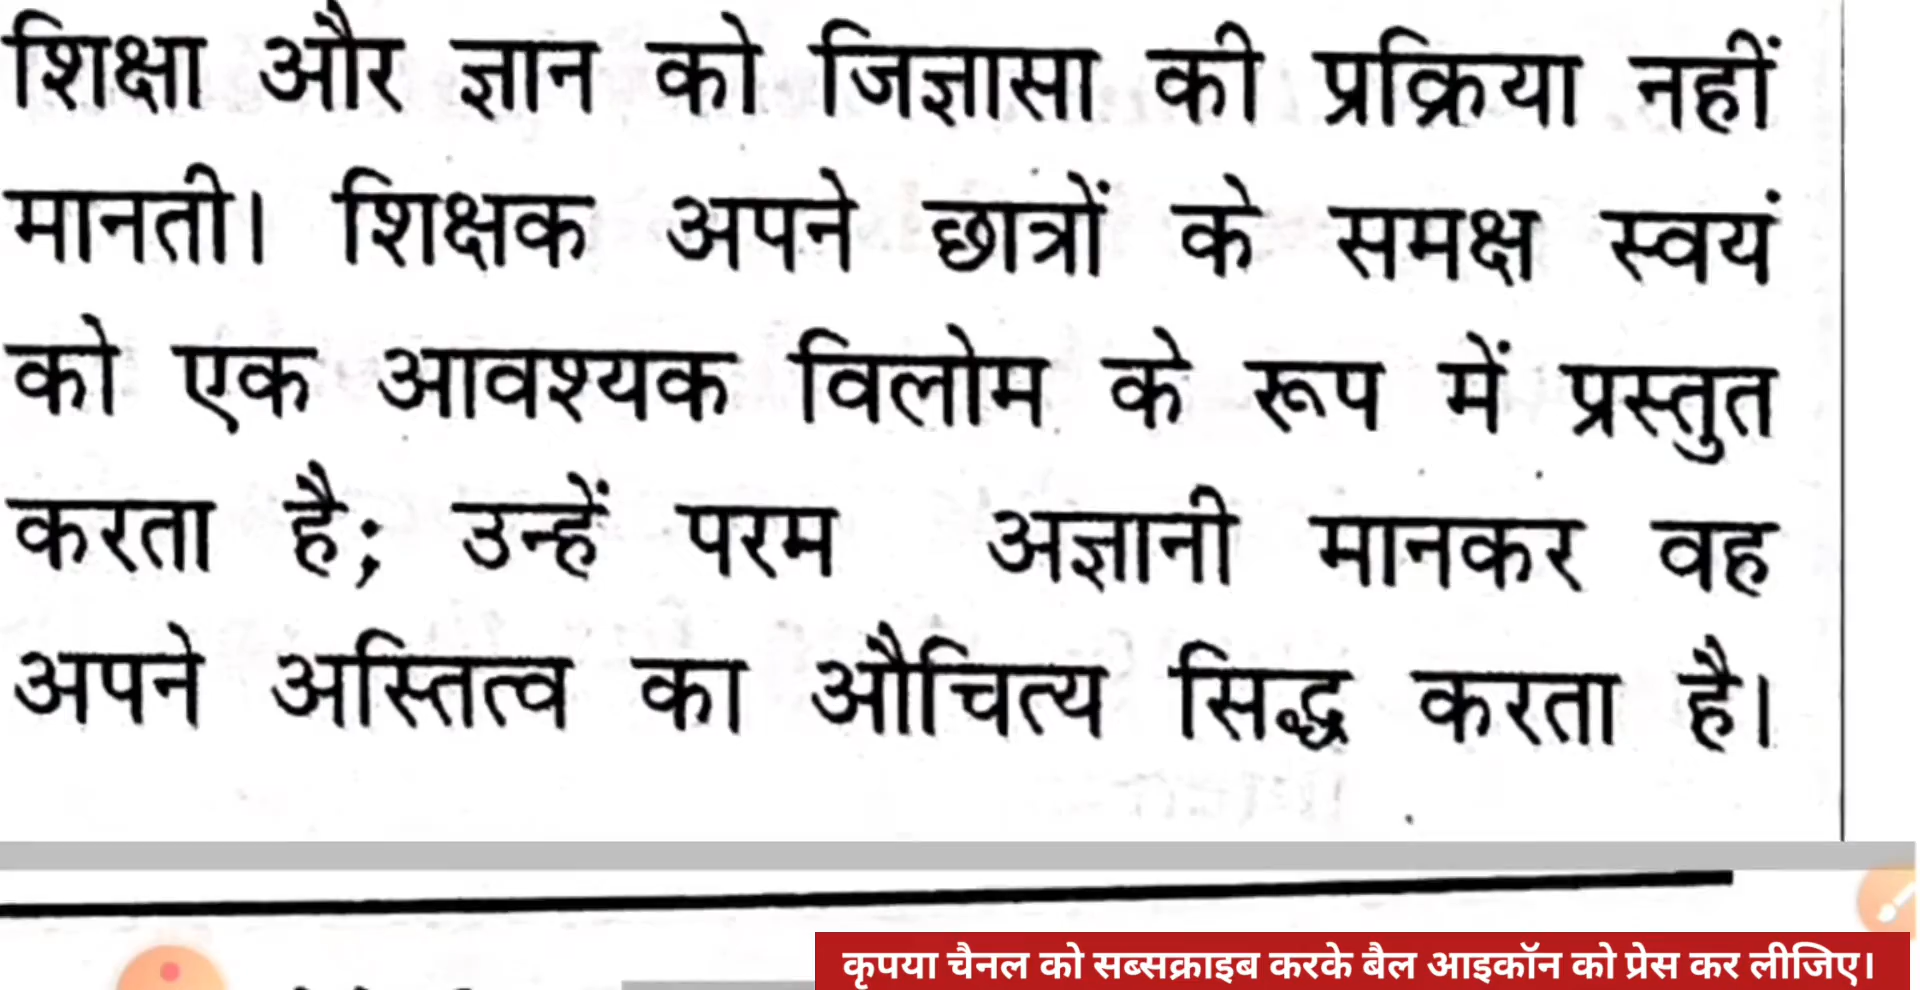 शिक्षा और ज्ञान को जिज्ञासा की प्रक्रिया नहीं
मानती। शिक्षक अपने छात्रों के समक्ष स्वयं
को एक आवश्यक विलोम के रूप में प्रस्तुत
करता है; उन्हें परम अज्ञानी मानकर वह
अपने अस्तित्व का औचित्य सिद्ध करता है।
कृपया चैनल को सब्सक्राइब करके बैल आइकॉन को प्रेस कर लीजिए।